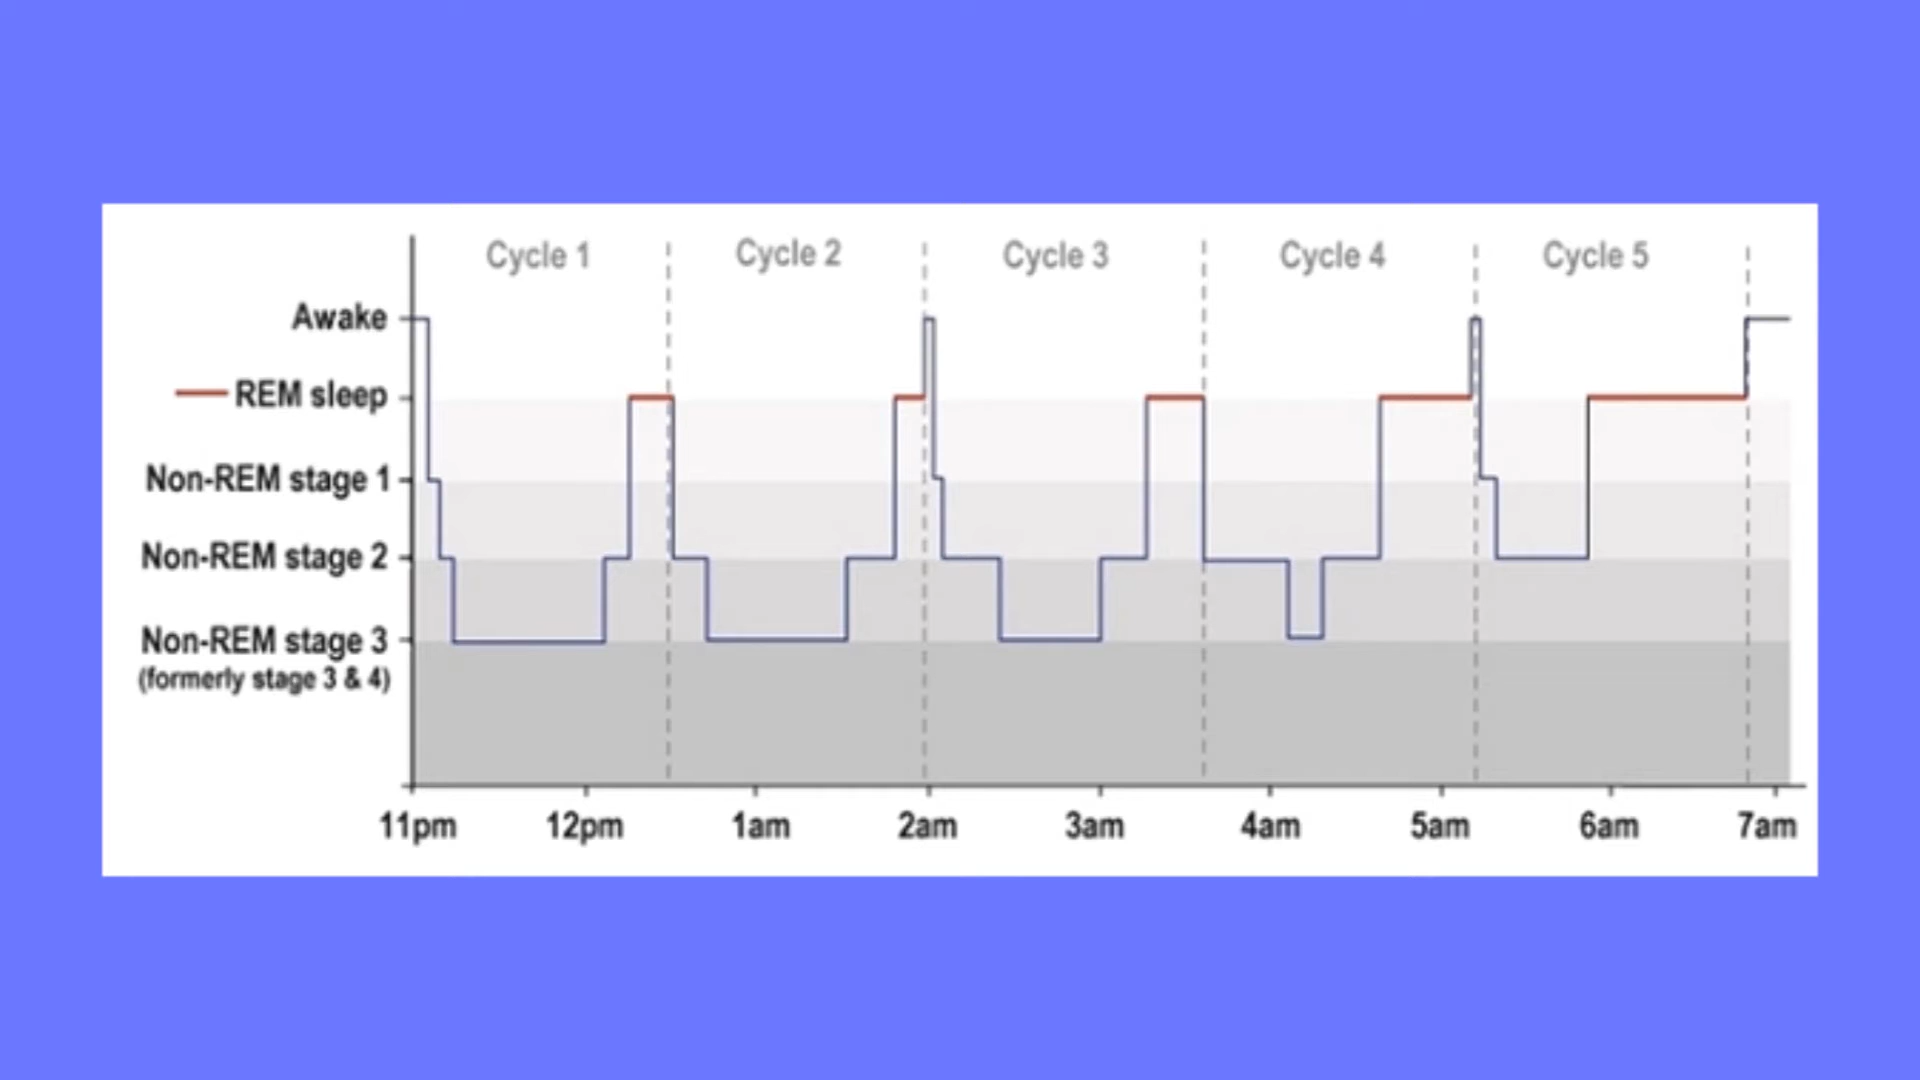 Cycle 1
Cycle 2
Cycle 3
Cycle 4
Cycle 5
Awake
REM sleep
Non-REM stage 1
Non-REM stage 2
Non-REM stage 3
(formerly stage 3 & 4)
11pm 12pm 1am 2am 3am 4am 5am 6am 7am